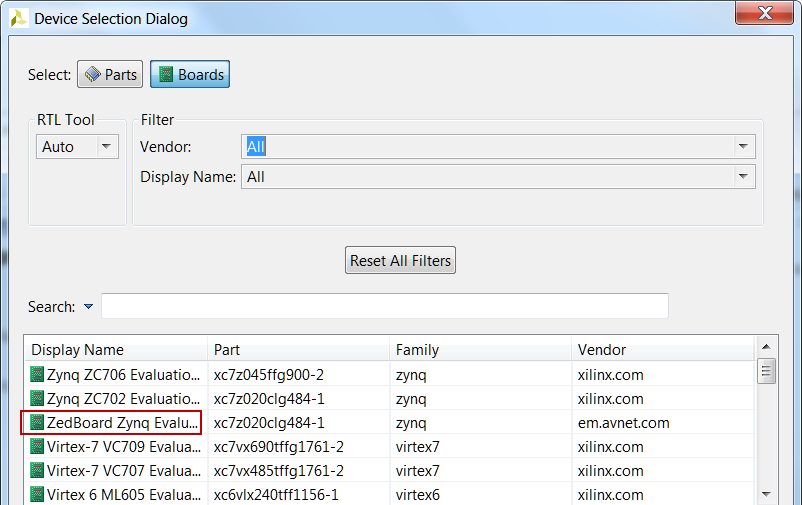 Device Selection Dialog
Select: Parts Boards
RTL Tool Filter
Auto Vendor: All
Display Name: All
Reset All Filters
Search:
Display Name Part Family Vendor
Zynq ZC706 Evaluatio... xc7z045ffg900-2 zynq xilinx.com
Zynq ZC702 Evaluatio... xc7z020clg484-1 zynq xilinx.com
ZedBoard Zynq Evalu... xc7z020clg484-1 zynq em.avnet.com
Virtex-7 VC709 Evalua... xc7vx690tffg1761-2 virtex7 xilinx.com
Virtex-7 VC707 Evalua... xc7vx485tffg1761-2 virtex7 xilinx.com
Virtex 6 ML605 Evalua... xc6vlx240tff1156-1 virtex6 xilinx.com